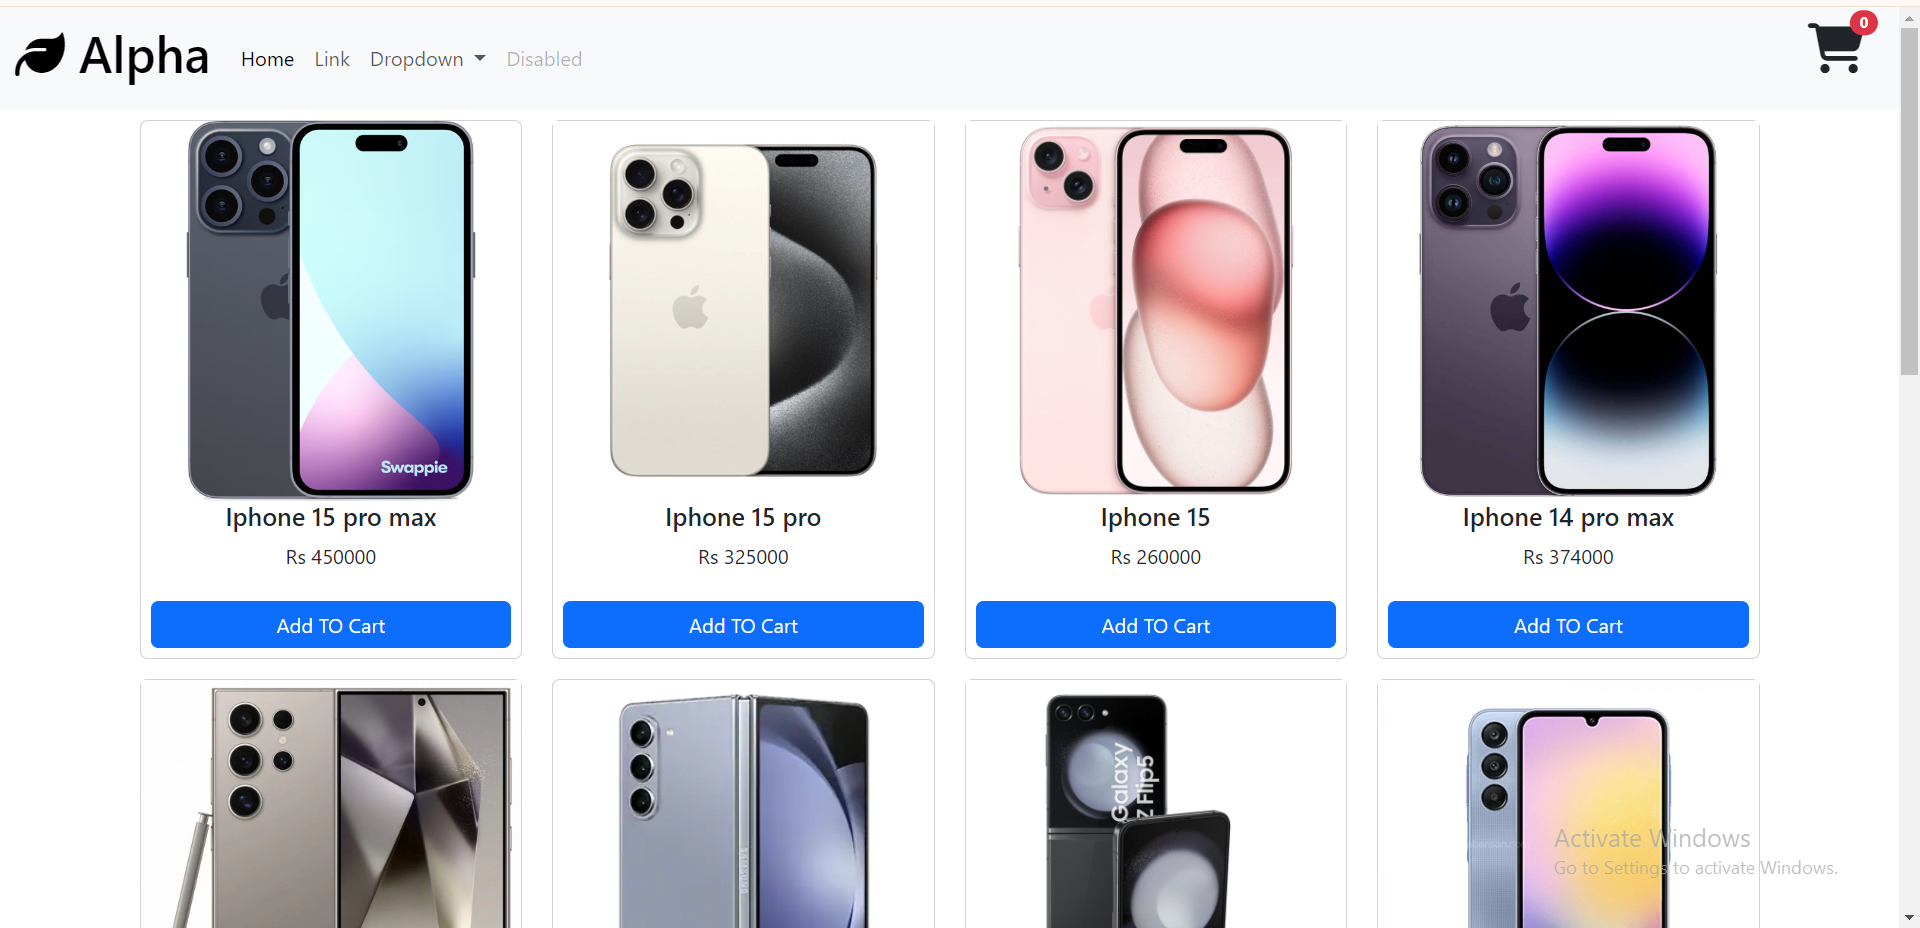 Alpha
Home Link Dropdown Disabled
0
Swappie
Iphone 15 pro max
Rs 450000
Add TO Cart
Iphone 15 pro
Rs 325000
Add TO Cart
Iphone 15
Rs 260000
Add TO Cart
Iphone 14 pro max
Rs 374000
Add TO Cart
SAMSUNG
Galaxy
Z Flip5
Activate Windows
Go to Settings to activate Windows.